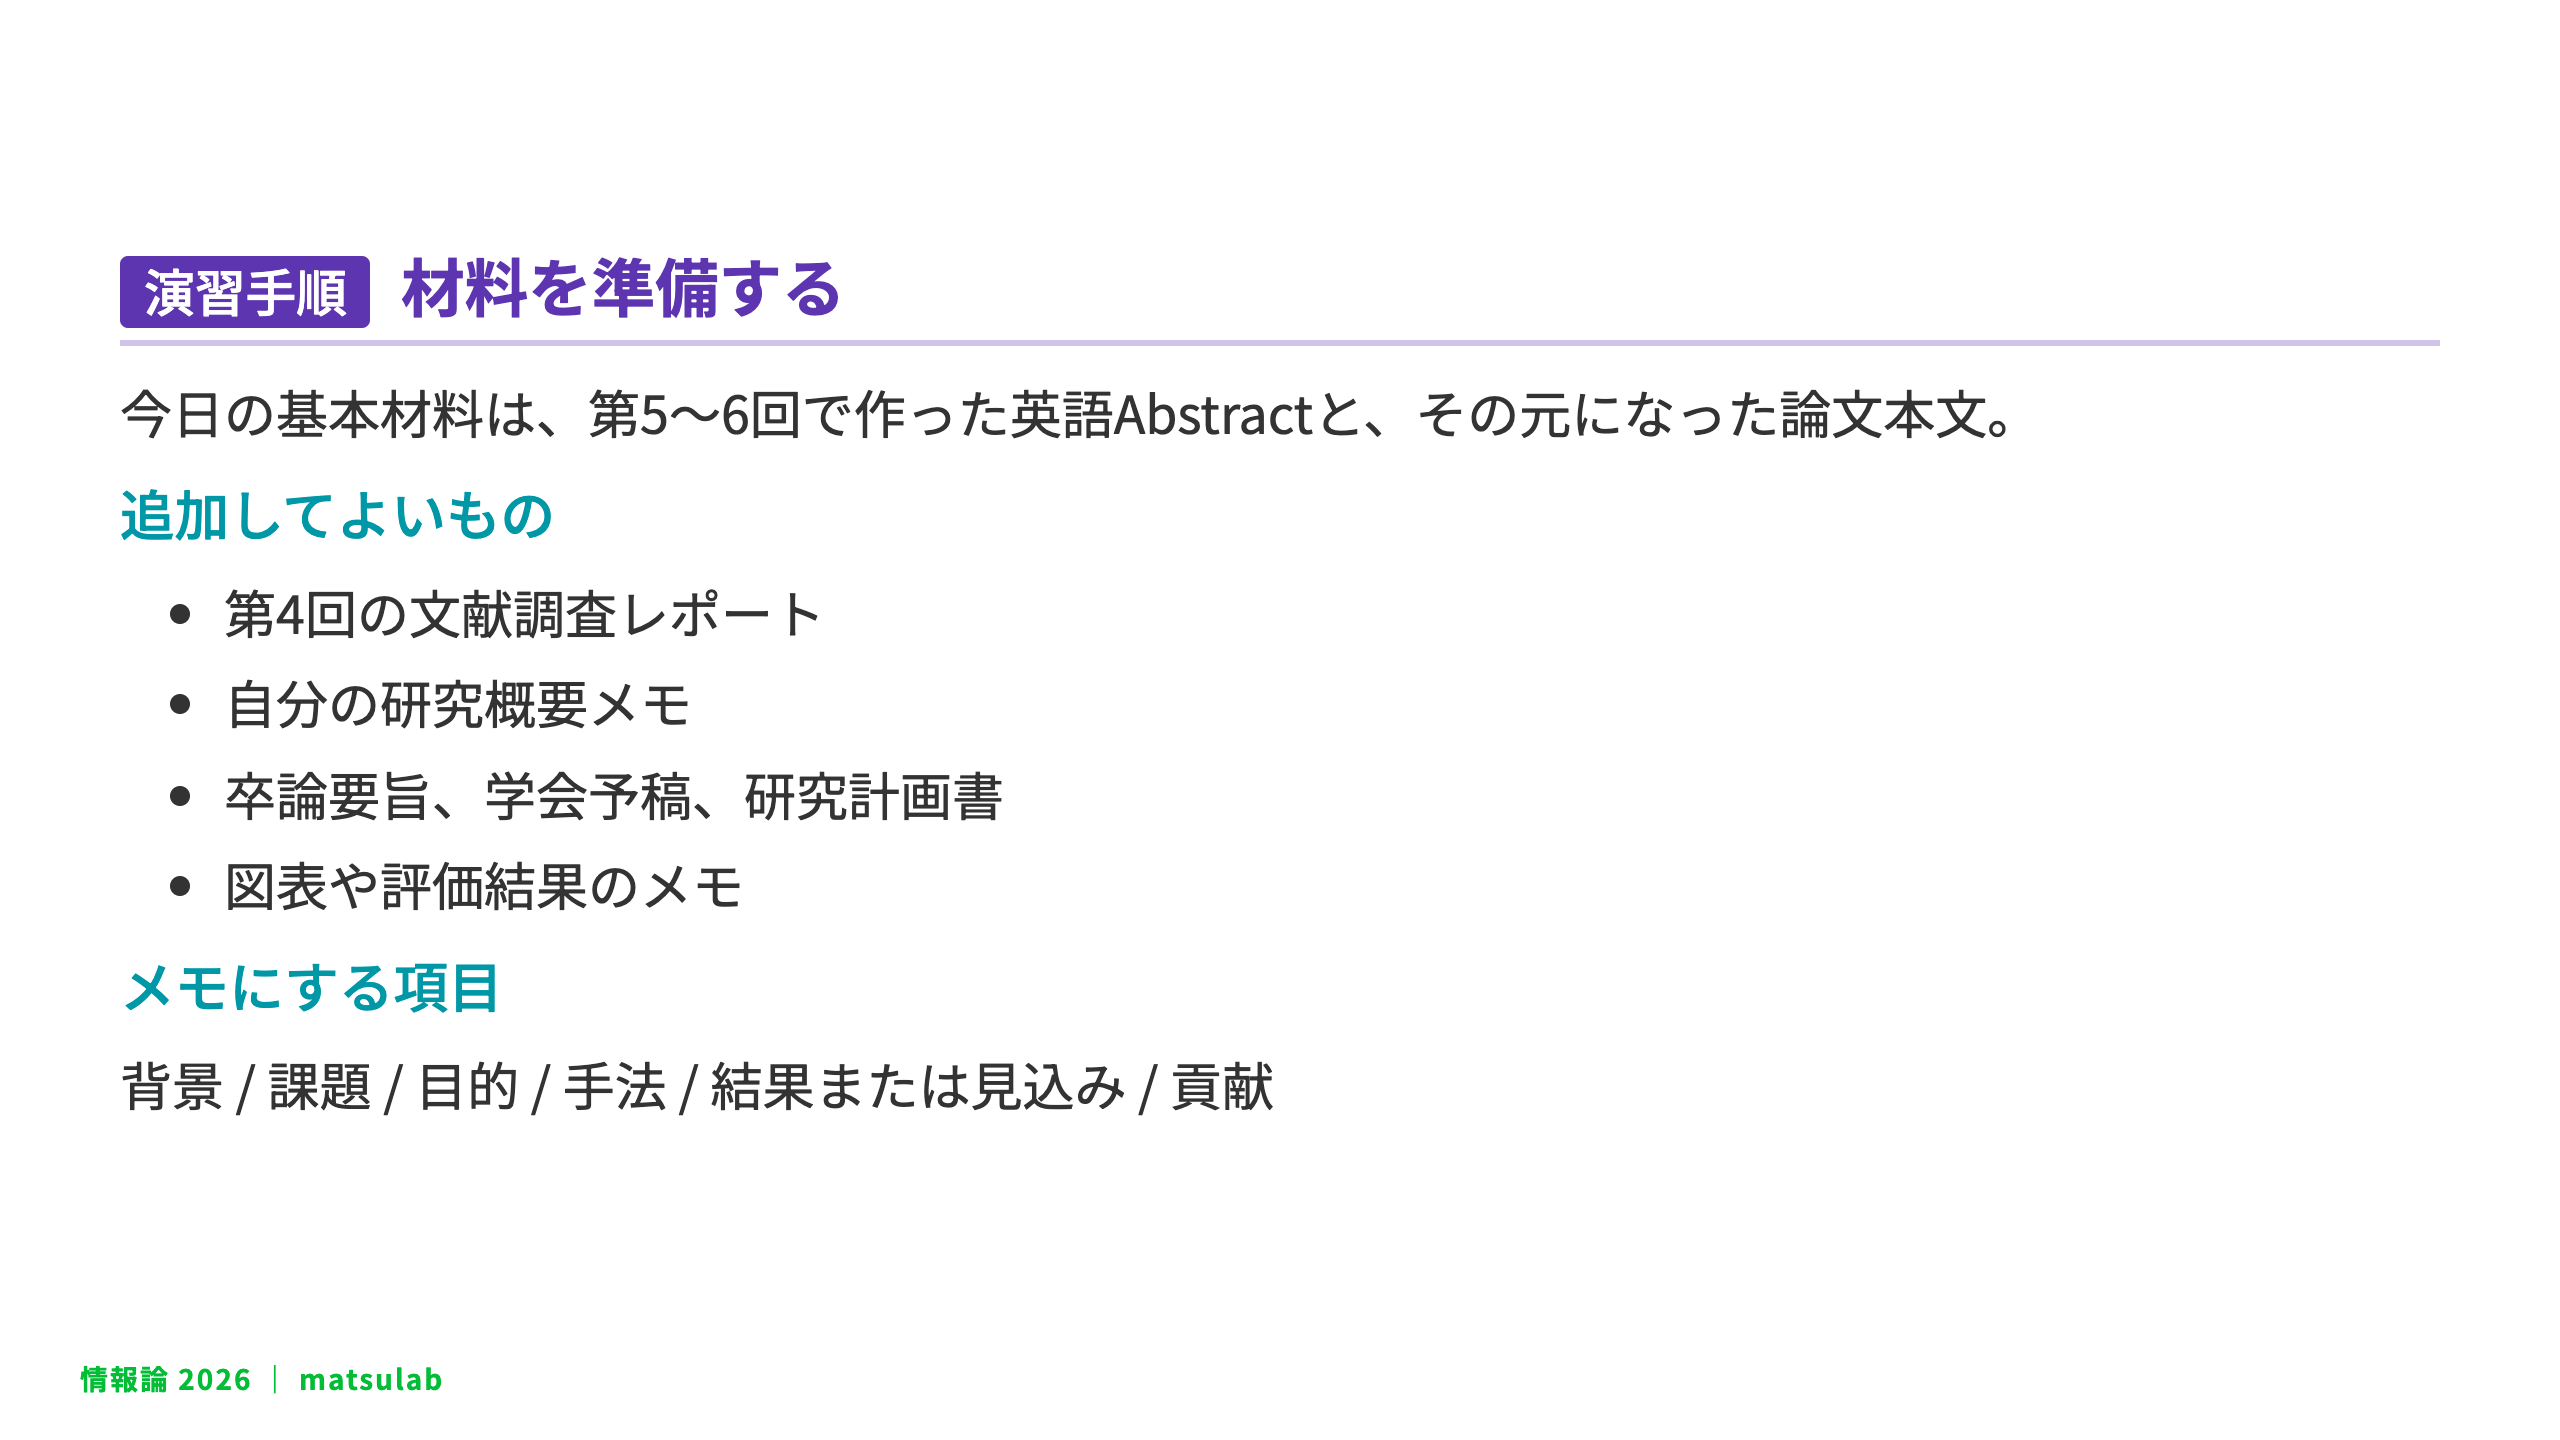 演習手順 材料を準備する
今日の基本材料は、第5〜6回で作った英語Abstractと、その元になった論文本文。
追加してよいもの
• 第4回の文献調査レポート
• 自分の研究概要メモ
• 卒論要旨、学会予稿、研究計画書
• 図表や評価結果のメモ
メモにする項目
背景 / 課題 / 目的 / 手法 / 結果または見込み / 貢献
情報論 2026 ｜ matsulab